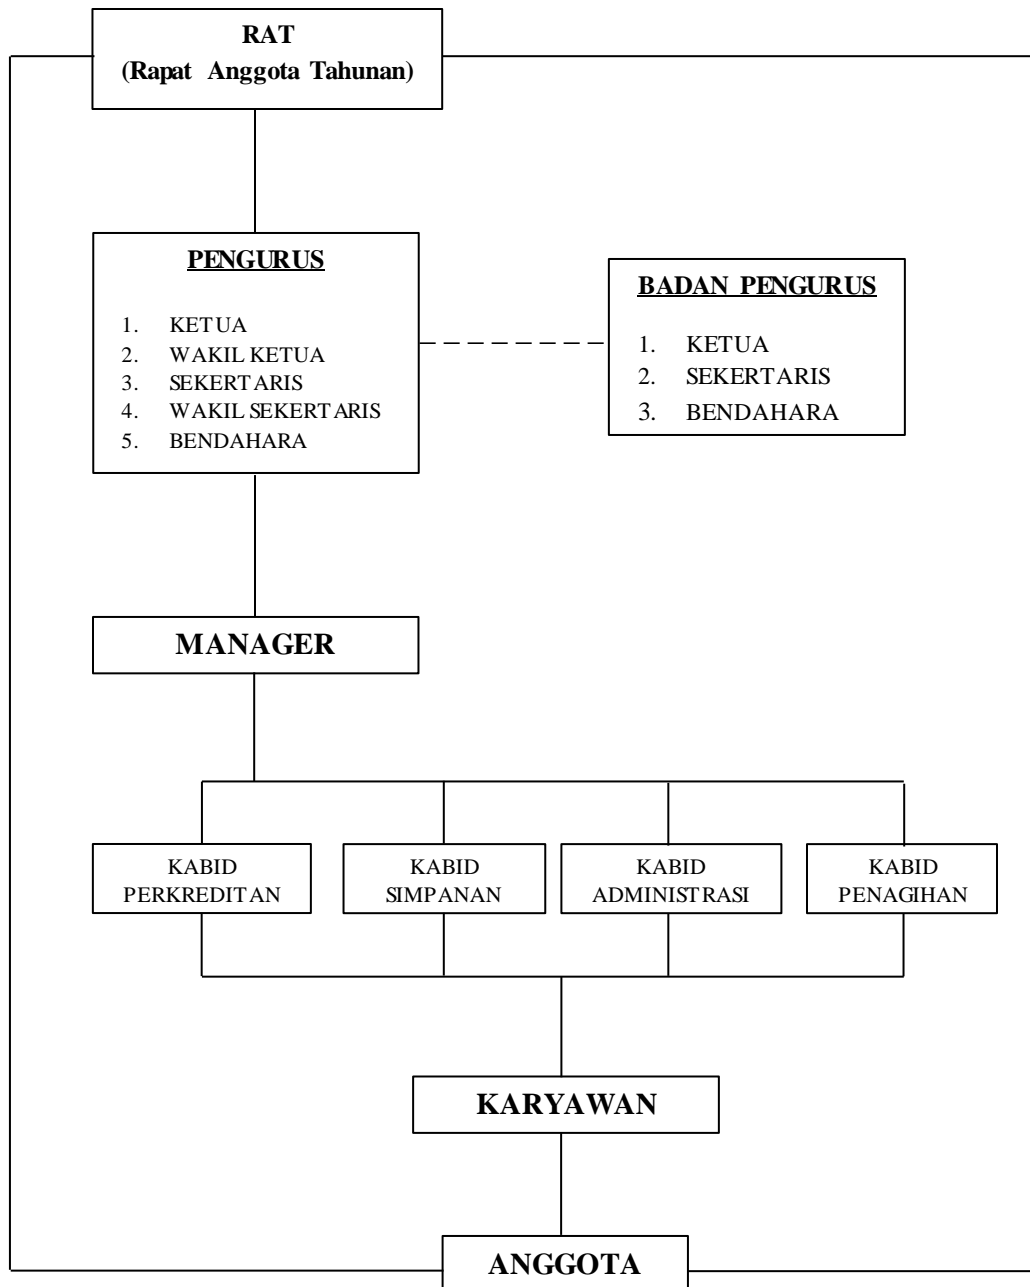 RAT
(Rapat Anggota Tahunan)
PENGURUS
1. KETUA
2. WAKIL KETUA
3. SEKERTARIS
4. WAKIL SEKERTARIS
5. BENDAHARA
BADAN PENGURUS
1. KETUA
2. SEKERTARIS
3. BENDAHARA
MANAGER
KABID
PERKREDITAN
KABID
SIMPANAN
KABID
ADMINISTRASI
KABID
PENAGIHAN
KARYAWAN
ANGGOTA